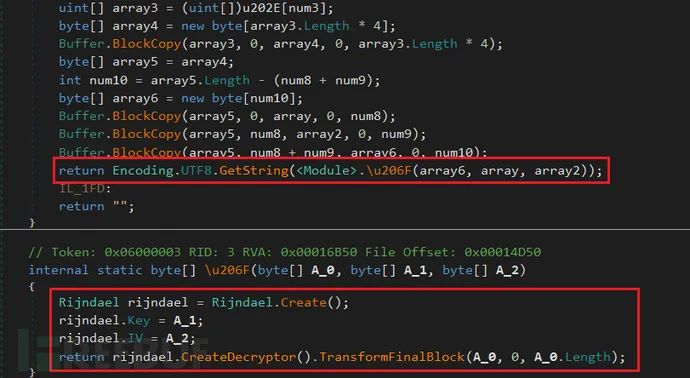 uint[] array3 = (uint[])\u202E[num3];
byte[] array4 = new byte[array3.Length * 4];
Buffer.BlockCopy(array3, 0, array4, 0, array3.Length * 4);
byte[] array5 = array4;
int num10 = array5.Length - (num8 + num9);
byte[] array6 = new byte[num10];
Buffer.BlockCopy(array5, 0, array, 0, num8);
Buffer.BlockCopy(array5, num8, array2, 0, num9);
Buffer.BlockCopy(array5, num8 + num9, array6, 0, num10);
return Encoding.UTF8.GetString(<Module>.\u206F(array6, array, array2));
IL_1FD:
return "";
}
// Token: 0x06000003 RID: 3 RVA: 0x00016B50 File Offset: 0x00014D50
internal static byte[] \u206F(byte[] A_0, byte[] A_1, byte[] A_2)
{
Rijndael rijndael = Rijndael.Create();
rijndael.Key = A_1;
rijndael.IV = A_2;
return rijndael.CreateDecryptor().TransformFinalBlock(A_0, 0, A_0.Length);
}